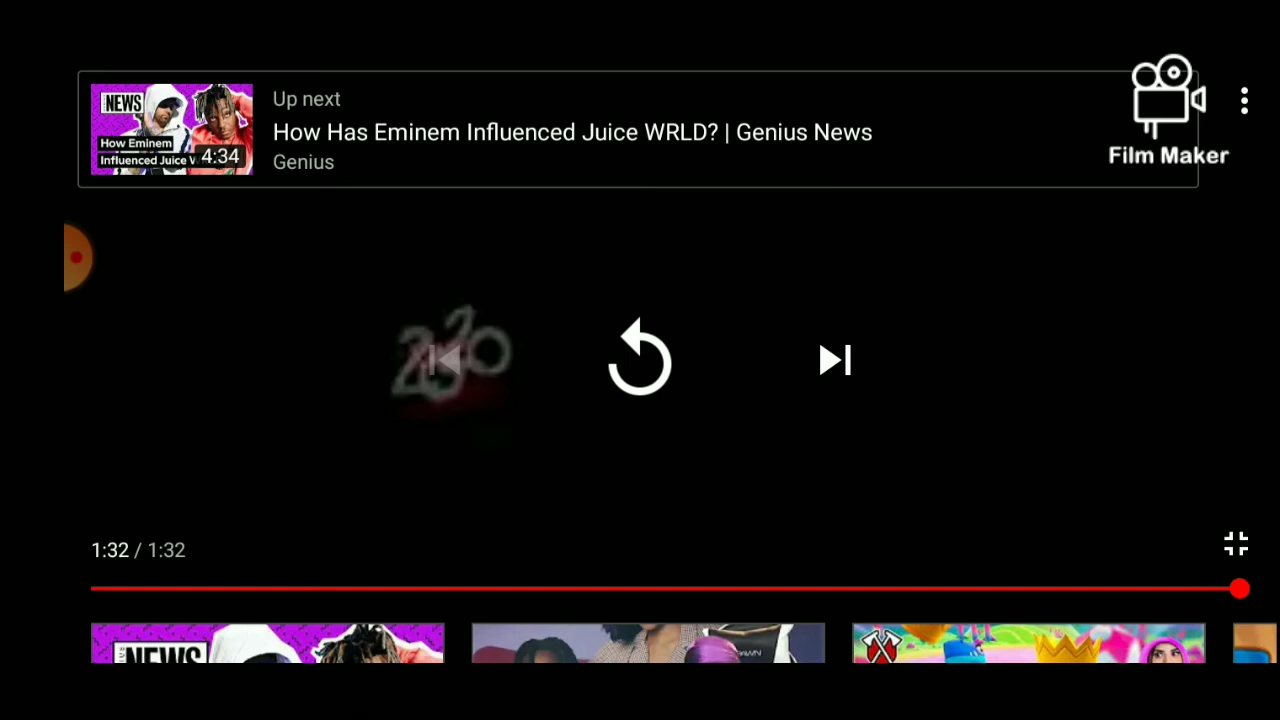 Up next
How Has Eminem Influenced Juice WRLD? | Genius News
Genius
NEWS
How Eminem
Influenced Juice W
4:34
Film Maker
2020
1:32 / 1:32
NEWS